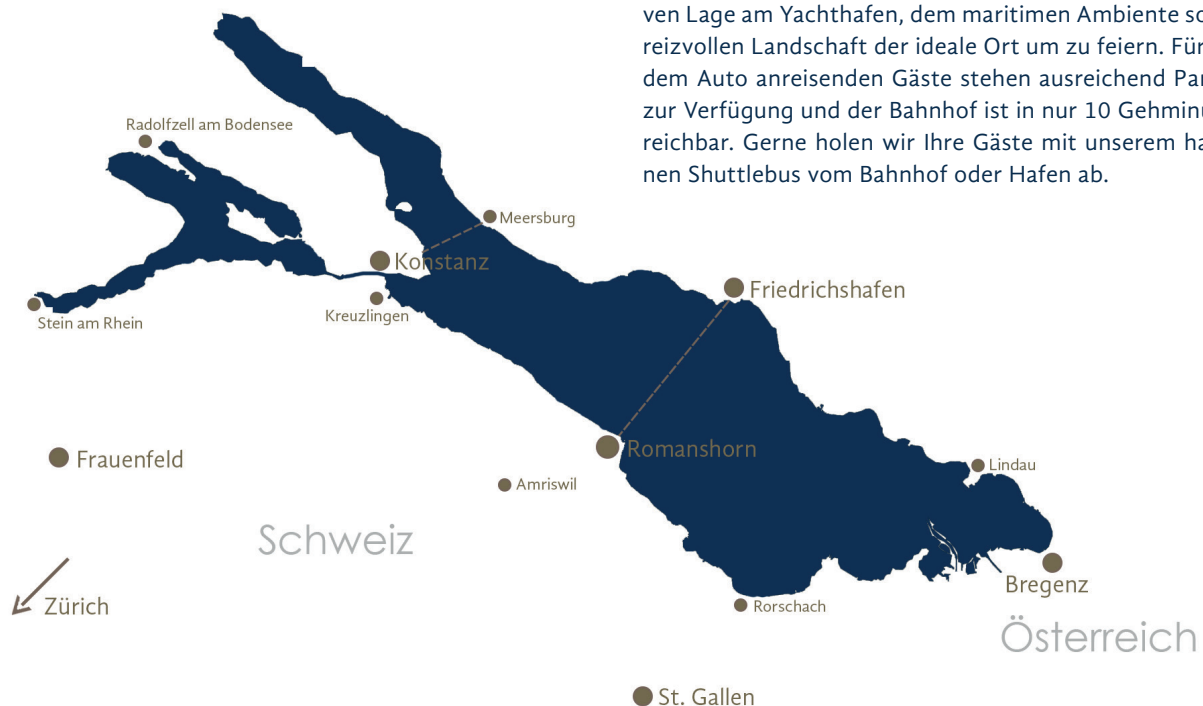 ven Lage am Yachthafen, dem maritimen Ambiente
reizvollen Landschaft der ideale Ort um zu feiern. Für
dem Auto anreisenden Gäste stehen ausreichend
zur Verfügung und der Bahnhof ist in nur 10
reichbar. Gerne holen wir Ihre Gäste mit unserem
nen Shuttlebus vom Bahnhof oder Hafen ab.
Radolfzell am Bodensee
Meersburg
Konstanz
Friedrichshafen
Kreuzlingen
Stein am Rhein
Romanshorn
Frauenfeld
Lindau
Amriswil
Schweiz
Bregenz
Zürich
Rorschach
Österreich
St. Gallen